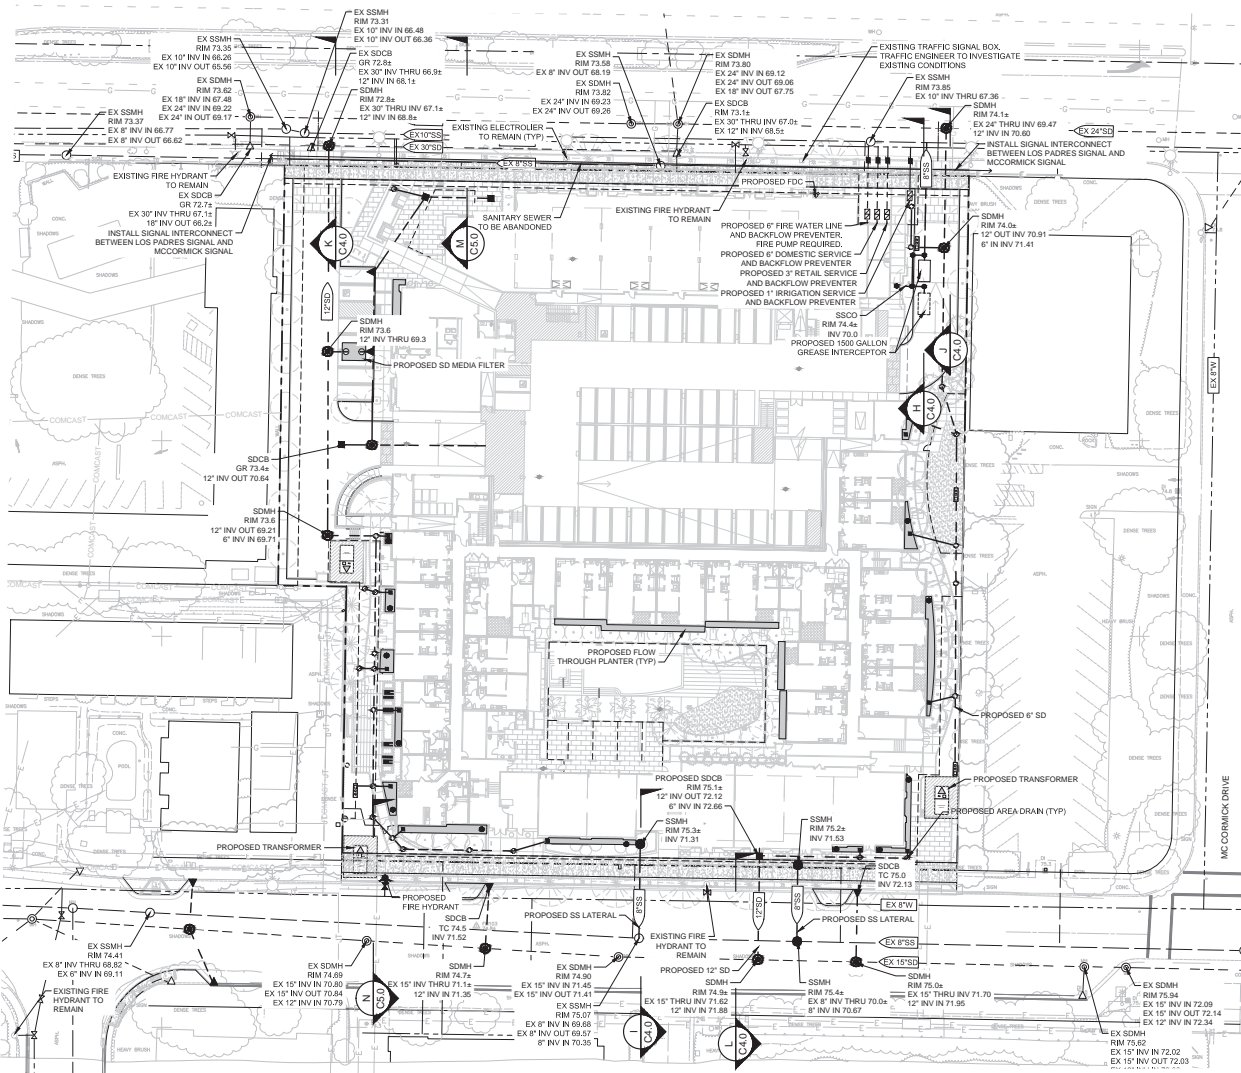 EX SSMH
RIM 73.31
EX 10" INV IN 66.48
EX 10" INV OUT 66.36
EX SSMH
RIM 73.35
EX 10" INV IN 66.26
EX 10" INV OUT 65.56
EX SDCB
GR 72.8±
EX 30" INV THRU 66.9±
12" INV IN 68.1±
EX SDMH
RIM 73.62
EX 18" INV IN 67.48
EX 24" INV IN 69.22
EX 24" IN OUT 69.17
SDMH
RIM 72.8±
EX 30" INV THRU 67.1±
12" INV IN 68.8±
EX SSMH
RIM 73.37
EX 8" INV IN 66.77
EX 8" INV OUT 66.62
EX SSMH
RIM 73.58
EX 8" INV OUT 68.19
EX SDMH
RIM 73.82
EX 24" INV IN 69.23
EX 24" INV OUT 69.26
EX SDMH
RIM 73.80
EX 24" INV IN 69.12
EX 24" INV OUT 69.06
EX 18" INV OUT 67.75
EX SDCB
RIM 73.1±
EX 30" INV THRU 67.0±
EX 12" IN INV 68.5±
EXISTING TRAFFIC SIGNAL BOX.
TRAFFIC ENGINEER TO INVESTIGATE
EXISTING CONDITIONS
EX SSMH
RIM 73.85
EX 10" INV THRU 67.36
SDMH
RIM 74.1±
EX 24" THRU INV 69.47
12" INV IN 70.60
EX 24"SD
INSTALL SIGNAL INTERCONNECT
BETWEEN LOS PADRES SIGNAL AND
MCCORMICK SIGNAL
EXISTING ELECTROLIER
TO REMAIN (TYP)
EX10"SS
EX 30"SD
EX 8"SS
8"SS
EXISTING FIRE HYDRANT
TO REMAIN
EX SDCB
GR 72.7±
EX 30" INV THRU 67.1±
18" INV OUT 66.2±
INSTALL SIGNAL INTERCONNECT
BETWEEN LOS PADRES SIGNAL AND
MCCORMICK SIGNAL
PROPOSED FDC
SANITARY SEWER
TO BE ABANDONED
EXISTING FIRE HYDRANT
TO REMAIN
PROPOSED 6" FIRE WATER LINE
AND BACKFLOW PREVENTER.
FIRE PUMP REQUIRED.
PROPOSED 6" DOMESTIC SERVICE
AND BACKFLOW PREVENTER
PROPOSED 3" RETAIL SERVICE
AND BACKFLOW PREVENTER
PROPOSED 1" IRRIGATION SERVICE
AND BACKFLOW PREVENTER
SDMH
RIM 74.0±
12" OUT INV 70.91
6" IN INV 71.41
K
C4.0
M
C5.0
12"SD
SSCO
RIM 74.4±
INV 70.0
PROPOSED 1500 GALLON
GREASE INTERCEPTOR
SDMH
RIM 73.6
12" INV THRU 69.3
PROPOSED SD MEDIA FILTER
J
C4.0
H
C4.0
EX 8"W
SDCB
GR 73.4±
12" INV OUT 70.64
SDMH
RIM 73.6
12" INV OUT 69.21
6" INV IN 69.71
COMCAST
COMCAST
COMCAST
DENSE TREES
SHADOWS
ASPH.
CONC.
POOL
PROPOSED FLOW
THROUGH PLANTER (TYP)
PROPOSED 6" SD
PROPOSED TRANSFORMER
PROPOSED AREA DRAIN (TYP)
MC CORMICK DRIVE
PROPOSED SDCB
RIM 75.1±
12" INV OUT 72.12
6" INV IN 72.66
SSMH
RIM 75.3±
INV 71.31
SSMH
RIM 75.2±
INV 71.53
SDCB
TC 75.0
INV 72.13
PROPOSED TRANSFORMER
PROPOSED
FIRE HYDRANT
SDCB
TC 74.5
INV 71.52
8"SS
12"SD
8"SS
EX 8"W
PROPOSED SS LATERAL
PROPOSED SS LATERAL
EX 8"SS
EX 15"SD
EXISTING FIRE
HYDRANT TO
REMAIN
PROPOSED 12" SD
EX SSMH
RIM 74.41
EX 8" INV THRU 68.82
EX 6" INV IN 69.11
EXISTING FIRE
HYDRANT TO
REMAIN
EX SDMH
RIM 74.69
EX 15" INV IN 70.80
EX 15" INV OUT 70.84
EX 12" INV IN 70.79
SDMH
RIM 74.7±
EX 15" INV THRU 71.1±
12" INV IN 71.35
EX SDMH
RIM 74.90
EX 15" INV IN 71.45
EX 15" INV OUT 71.41
EX SSMH
RIM 75.07
EX 8" INV IN 69.68
EX 8" INV OUT 69.57
8" INV IN 70.35
SDMH
RIM 74.9±
EX 15" THRU INV 71.62
12" INV IN 71.88
SSMH
RIM 75.4±
EX 8" INV THRU 70.0±
8" INV IN 70.67
SDMH
RIM 75.0±
EX 15" THRU INV 71.70
12" INV IN 71.95
EX SDMH
RIM 75.94
EX 15" INV IN 72.09
EX 15" INV OUT 72.14
EX 12" INV IN 72.34
EX SDMH
RIM 75.62
EX 15" INV IN 72.02
EX 15" INV OUT 72.03
N
C5.0
I
C4.0
L
C4.0
HEAVY BRUSH